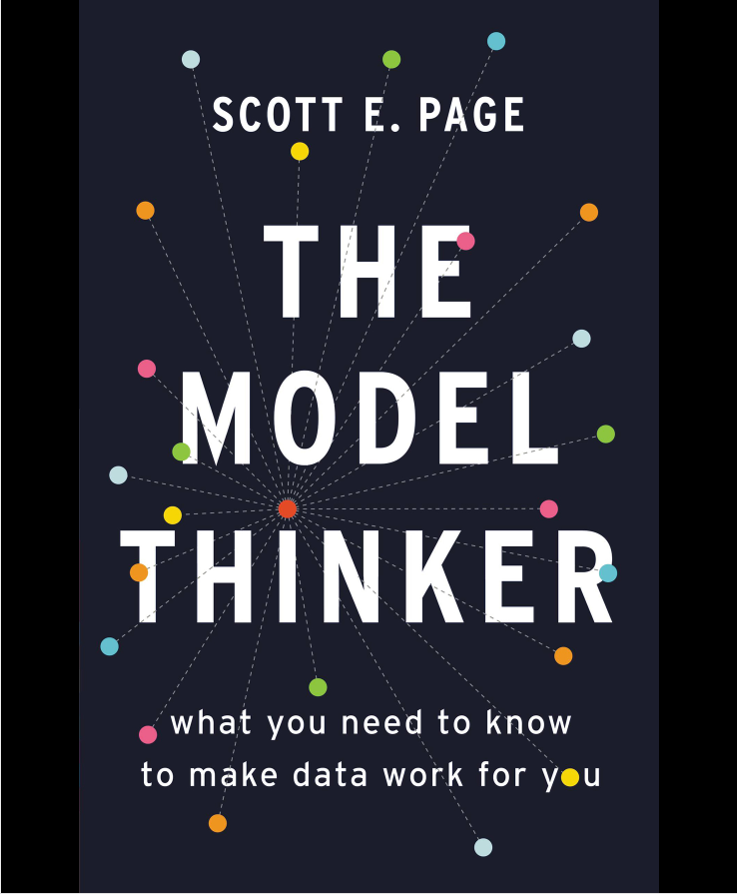 SCOTT E. PAGE
THE
MODEL
THINKER
what you need to know
to make data work for you